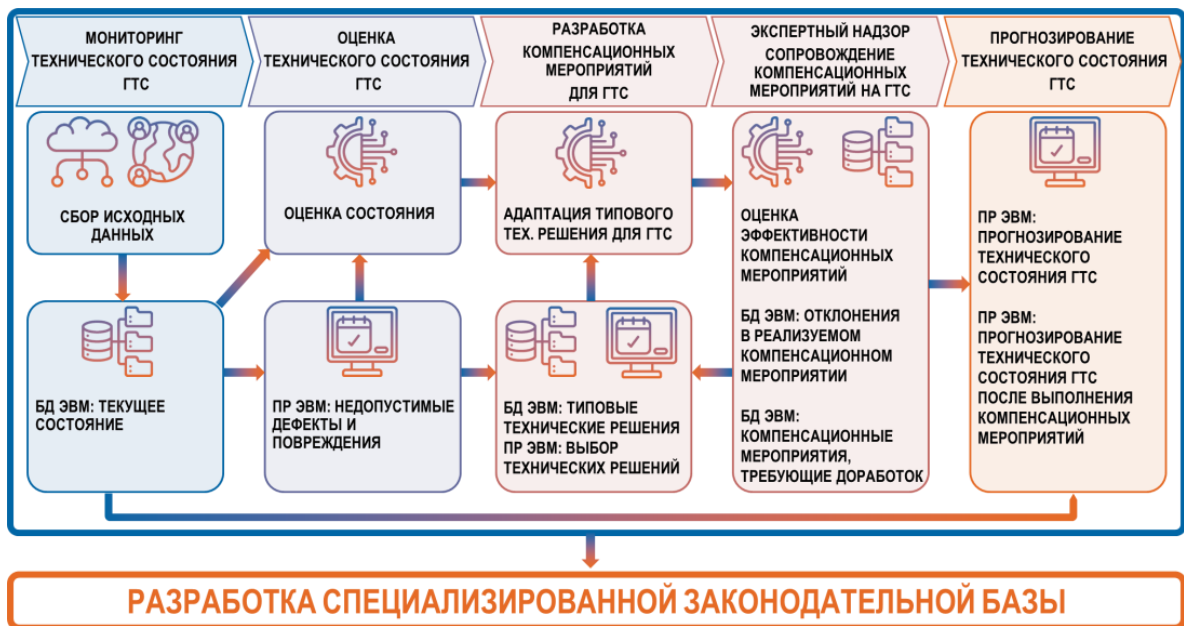 МОНИТОРИНГ
ТЕХНИЧЕСКОГО СОСТОЯНИЯ
ГТС
ОЦЕНКА
ТЕХНИЧЕСКОГО СОСТОЯНИЯ
ГТС
РАЗРАБОТКА
КОМПЕНСАЦИОННЫХ
МЕРОПРИЯТИЙ
ДЛЯ ГТС
ЭКСПЕРТНЫЙ НАДЗОР
СОПРОВОЖДЕНИЕ
КОМПЕНСАЦИОННЫХ
МЕРОПРИЯТИЙ НА ГТС
ПРОГНОЗИРОВАНИЕ
ТЕХНИЧЕСКОГО СОСТОЯНИЯ
ГТС
СБОР ИСХОДНЫХ
ДАННЫХ
БД ЭВМ: ТЕКУЩЕЕ
СОСТОЯНИЕ
ОЦЕНКА СОСТОЯНИЯ
ПР ЭВМ: НЕДОПУСТИМЫЕ
ДЕФЕКТЫ И
ПОВРЕЖДЕНИЯ
АДАПТАЦИЯ ТИПОВОГО
ТЕХ. РЕШЕНИЯ ДЛЯ ГТС
БД ЭВМ: ТИПОВЫЕ
ТЕХНИЧЕСКИЕ РЕШЕНИЯ
ПР ЭВМ: ВЫБОР
ТЕХНИЧЕСКИХ РЕШЕНИЙ
ОЦЕНКА
ЭФФЕКТИВНОСТИ
КОМПЕНСАЦИОННЫХ
МЕРОПРИЯТИЙ
БД ЭВМ: ОТКЛОНЕНИЯ
В РЕАЛИЗУЕМОМ
КОМПЕНСАЦИОННОМ
МЕРОПРИЯТИИ
БД ЭВМ:
КОМПЕНСАЦИОННЫЕ
МЕРОПРИЯТИЯ,
ТРЕБУЮЩИЕ ДОРАБОТОК
ПР ЭВМ:
ПРОГНОЗИРОВАНИЕ
ТЕХНИЧЕСКОГО
СОСТОЯНИЯ ГТС
ПР ЭВМ:
ПРОГНОЗИРОВАНИЕ
ТЕХНИЧЕСКОГО
СОСТОЯНИЯ ГТС
ПОСЛЕ ВЫПОЛНЕНИЯ
КОМПЕНСАЦИОННЫХ
МЕРОПРИЯТИЙ
РАЗРАБОТКА СПЕЦИАЛИЗИРОВАННОЙ ЗАКОНОДАТЕЛЬНОЙ БАЗЫ